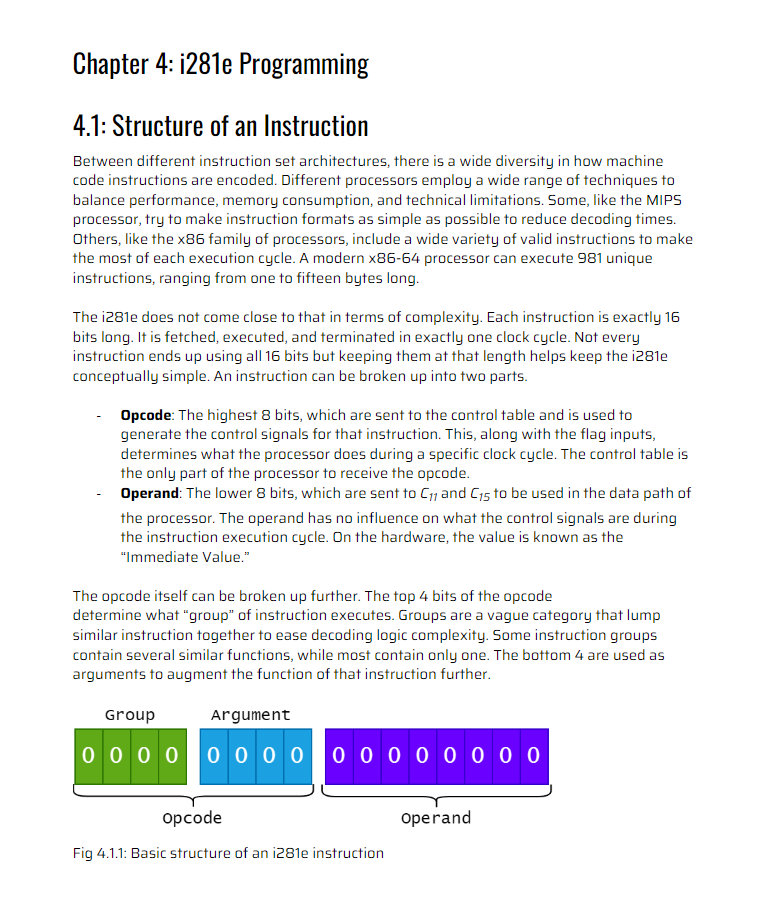 Chapter 4: i281e Programming
4.1: Structure of an Instruction
Between different instruction set architectures, there is a wide diversity in how machine
code instructions are encoded. Different processors employ a wide range of techniques to
balance performance, memory consumption, and technical limitations. Some, like the MIPS
processor, try to make instruction formats as simple as possible to reduce decoding times.
Others, like the x86 family of processors, include a wide variety of valid instructions to make
the most of each execution cycle. A modern x86-64 processor can execute 981 unique
instructions, ranging from one to fifteen bytes long.
The i281e does not come close to that in terms of complexity. Each instruction is exactly 16
bits long. It is fetched, executed, and terminated in exactly one clock cycle. Not every
instruction ends up using all 16 bits but keeping them at that length helps keep the i281e
conceptually simple. An instruction can be broken up into two parts.
- Opcode: The highest 8 bits, which are sent to the control table and is used to
generate the control signals for that instruction. This, along with the flag inputs,
determines what the processor does during a specific clock cycle. The control table is
the only part of the processor to receive the opcode.
- Operand: The lower 8 bits, which are sent to C11 and C15 to be used in the data path of
the processor. The operand has no influence on what the control signals are during
the instruction execution cycle. On the hardware, the value is known as the
“Immediate Value.”
The opcode itself can be broken up further. The top 4 bits of the opcode
determine what “group” of instruction executes. Groups are a vague category that lump
similar instruction together to ease decoding logic complexity. Some instruction groups
contain several similar functions, while most contain only one. The bottom 4 are used as
arguments to augment the function of that instruction further.
Group Argument
0 0 0 0 0 0 0 0 0 0 0 0 0 0 0 0
Opcode Operand
Fig 4.1.1: Basic structure of an i281e instruction